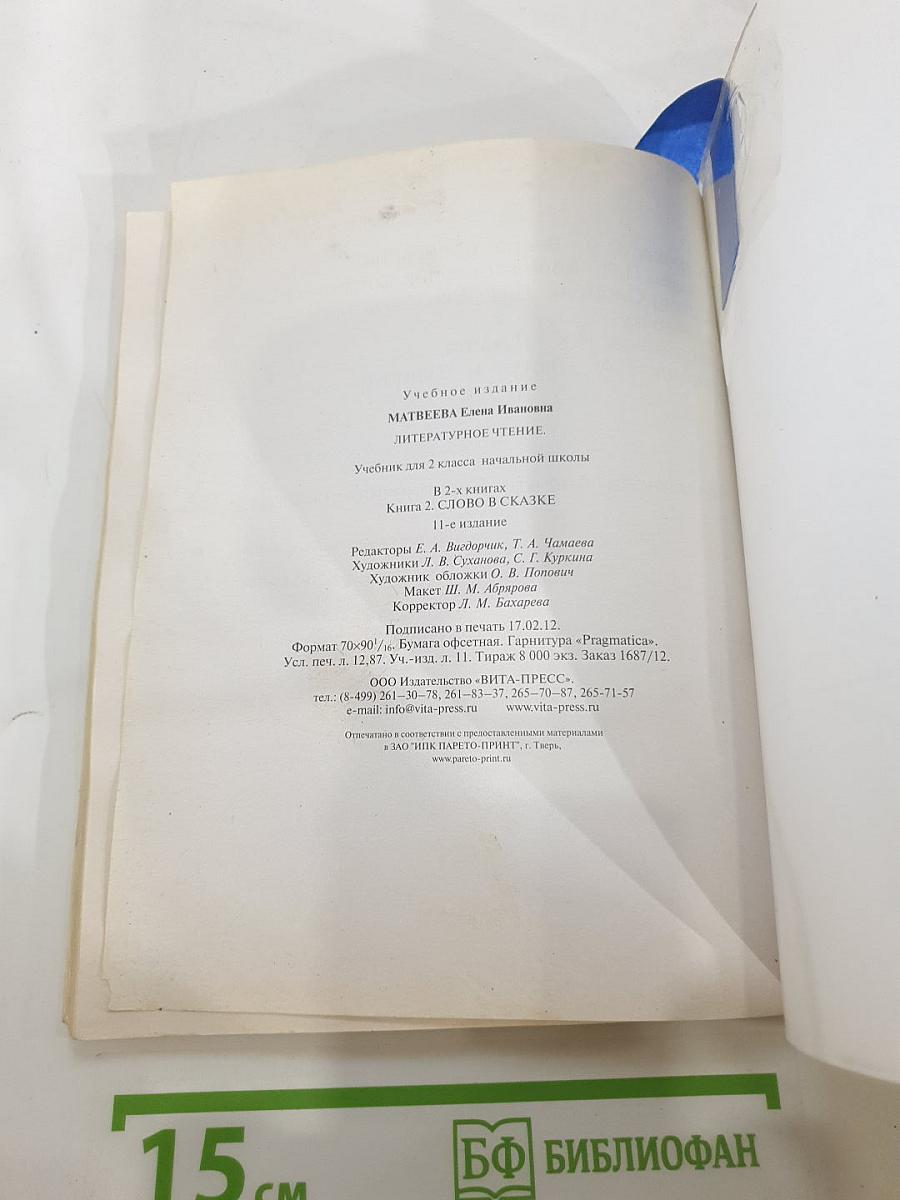 Учебное издание
МАТВЕЕВА Елена Ивановна
ЛИТЕРАТУРНОЕ ЧТЕНИЕ.
Учебник для 2 класса начальной школы
В 2-х книгах
Книга 2. СЛОВО В СКАЗКЕ
11-е издание
Редакторы Е. А. Вигдорчик, Т. А. Чамаева
Художники Л. В. Суханова, С. Г. Куркина
Художник обложки О. В. Попович
Макет Ш. М. Абрярова
Корректор Л. М. Бахарева
Подписано в печать 17.02.12.
Формат 70×90¹/₁₆. Бумага офсетная. Гарнитура «Pragmatica».
Усл. печ. л. 12,87. Уч.-изд. л. 11. Тираж 8 000 экз. Заказ 1687/12.
ООО Издательство «ВИТА-ПРЕСС».
тел.: (8-499) 261—30—78, 261—83—37, 265—70—87, 265-71-57
e-mail: info@vita-press.ru www.vita-press.ru
Отпечатано в соответствии с предоставленными материалами
в ЗАО "ИПК ПАРЕТО-ПРИНТ", г. Тверь,
www.pareto-print.ru
15 см
БФ БИБЛИОФАН